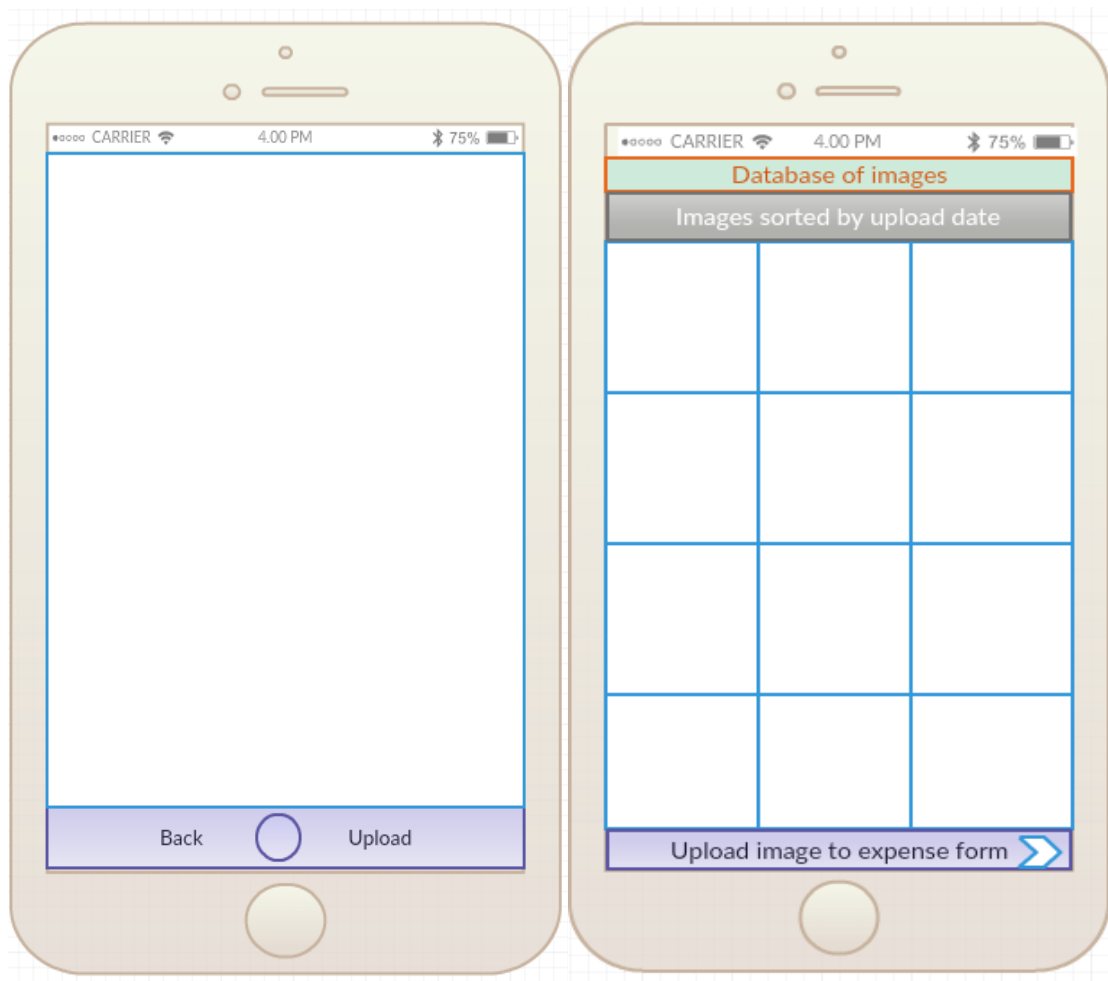 CARRIER 4.00 PM 75%
Back Upload
CARRIER 4.00 PM 75%
Database of images
Images sorted by upload date
Upload image to expense form